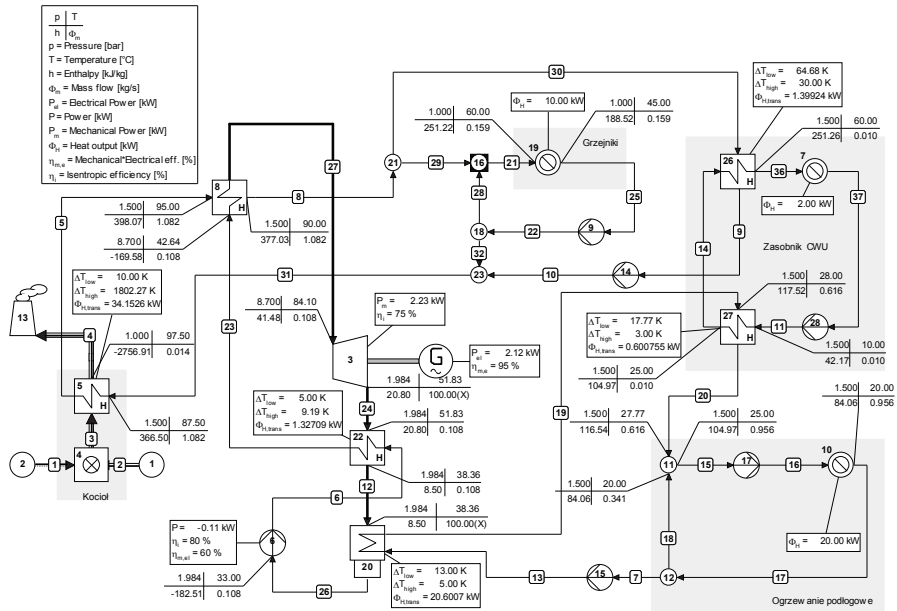 p T
h Φm
p = Pressure [bar]
T = Temperature [°C]
h = Enthalpy [kJ/kg]
Φm = Mass flow [kg/s]
Pel = Electrical Power [kW]
P = Power [kW]
Pm = Mechanical Power [kW]
ΦH = Heat output [kW]
ηm,e = Mechanical*Electrical eff. [%]
ηi = Isentropic efficiency [%]
30
ΔTlow = 64.68 K
ΔThigh = 30.00 K
ΦH,trans = 1.39924 kW
1.000 60.00
251.22 0.159
ΦH = 10.00 kW
1.000 45.00
188.52 0.159
1.500 60.00
251.26 0.010
Grzejniki
27
21
29
16
21
19
26
H
36
7
37
8
H
8
5
1.500 95.00
398.07 1.082
8.700 42.64
-169.58 0.108
1.500 90.00
377.03 1.082
28
25
ΦH = 2.00 kW
18
22
9
9
14
Zasobnik CWU
32
23
10
14
31
1.500 28.00
117.52 0.616
ΔTlow = 10.00 K
ΔThigh = 1802.27 K
ΦH,trans = 34.1526 kW
13
4
1.000 97.50
-2756.91 0.014
23
8.700 84.10
41.48 0.108
Pm = 2.23 kW
ηi = 75 %
3
G
Pel = 2.12 kW
ηm,e = 95 %
ΔTlow = 17.77 K
ΔThigh = 3.00 K
ΦH,trans = 0.600755 kW
27
H
11
28
1.500 10.00
42.17 0.010
1.500 25.00
104.97 0.010
5
H
1.500 87.50
366.50 1.082
3
1.984 51.83
20.80 100.00(X)
24
1.984 51.83
20.80 0.108
ΔTlow = 5.00 K
ΔThigh = 9.19 K
ΦH,trans = 1.32709 kW
22
H
19
20
1.500 27.77
116.54 0.616
1.500 25.00
104.97 0.956
1.500 20.00
84.06 0.956
2
1
4
2
1
Kocioł
12
1.984 38.36
8.50 0.108
11
15
17
16
10
6
1.984 38.36
8.50 100.00(X)
1.500 20.00
84.06 0.341
P = -0.11 kW
ηi = 80 %
ηm,el = 60 %
6
18
ΦH = 20.00 kW
20
ΔTlow = 13.00 K
ΔThigh = 5.00 K
ΦH,trans = 20.6007 kW
13
15
7
12
17
1.984 33.00
-182.51 0.108
26
Ogrzewanie podłogowe